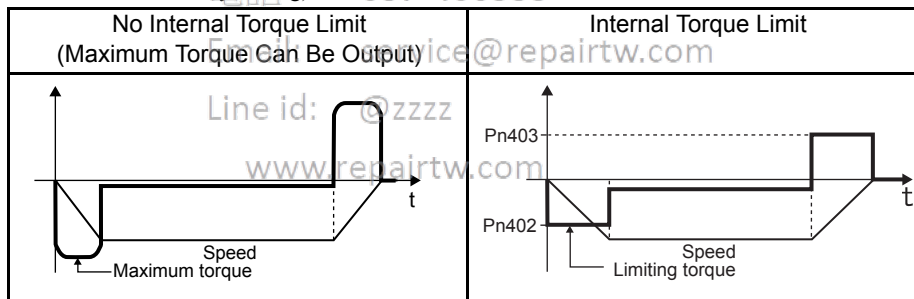 No Internal Torque Limit
(Maximum Torque Can Be Output)
Internal Torque Limit
Email: service@repairtw.com
Line id: @zzzz
www.repairtw.com
t
Speed
Maximum torque
Pn403
Pn402
t
Speed
Limiting torque